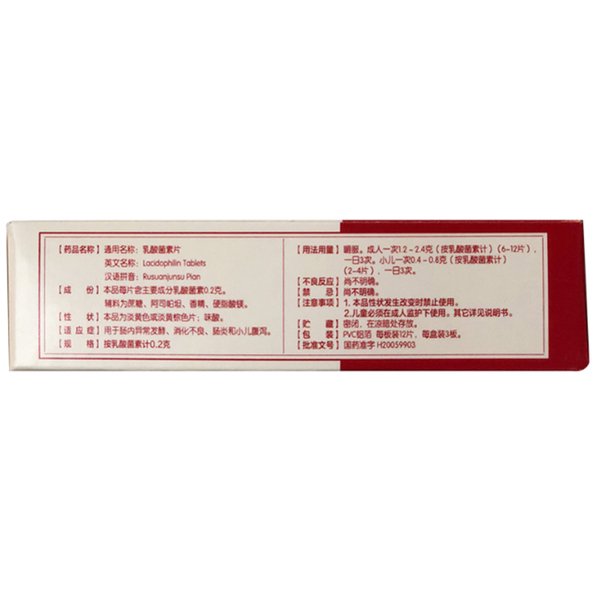 【药品名称】通用名称：乳酸菌素片
英文名称：Lacidophilin Tablets
汉语拼音：Rusuanjunsu Pian
【成　份】本品每片含主要成分乳酸菌素0.2克。
辅料为蔗糖、阿司帕坦、香精、硬脂酸镁。
【性　状】本品为淡黄色或淡黄棕色片；味酸。
【适应症】用于肠内异常发酵、消化不良、肠炎和小儿腹泻。
【规　格】按乳酸菌素计0.2克
【用法用量】嚼服。成人一次1.2-2.4克（按乳酸菌素计）(6-12片)，
一日3次。小儿一次0.4-0.8克（按乳酸菌素计）
(2-4片)，一日3次。
【不良反应】尚不明确。
【禁　忌】尚不明确。
【注意事项】1. 本品性状发生改变时禁止使用。
2.儿童必须在成人监护下使用。其它详见说明书。
【贮　藏】密闭，在凉暗处存放。
【包　装】PVC铝箔 每板装12片，每盒装3板。
【批准文号】国药准字 H20059903